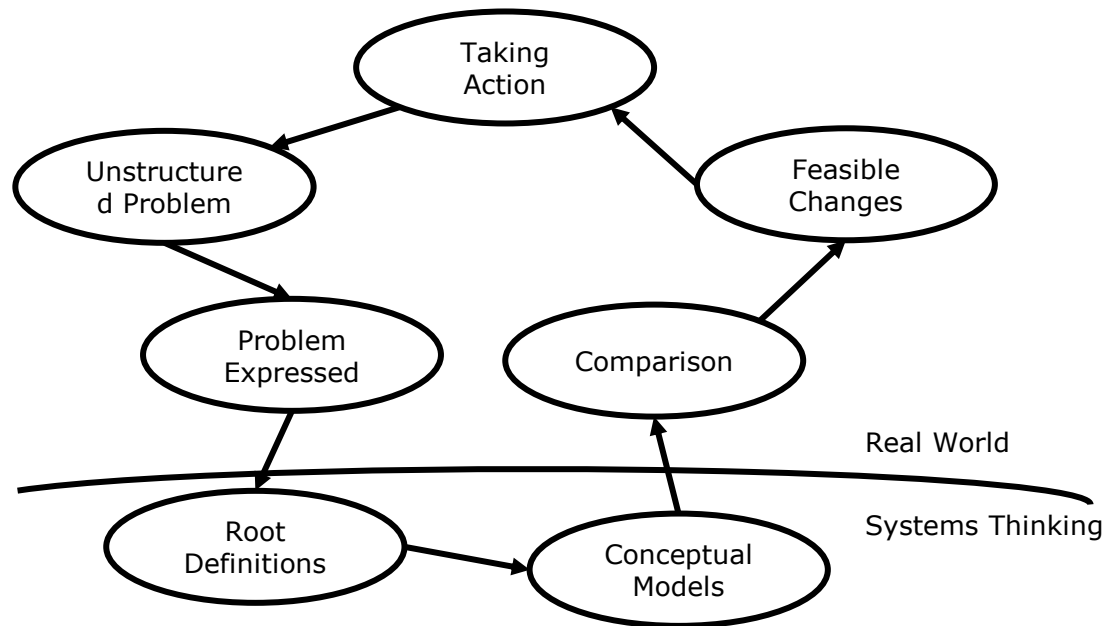 Taking
Action
Unstructure
d Problem
Feasible
Changes
Problem
Expressed
Comparison
Real World
Systems Thinking
Root
Definitions
Conceptual
Models